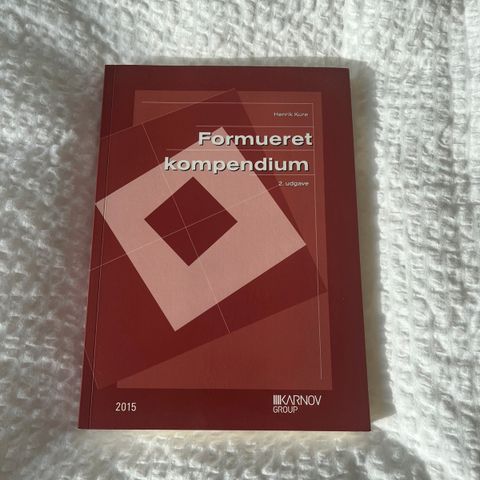 Henrik Kure
Formueret
kompendium
2. udgave
2015
KARNOV
GROUP